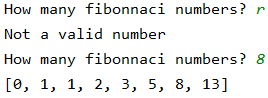 How many fibonnaci numbers? r
Not a valid number
How many fibonnaci numbers? 8
[0, 1, 1, 2, 3, 5, 8, 13]